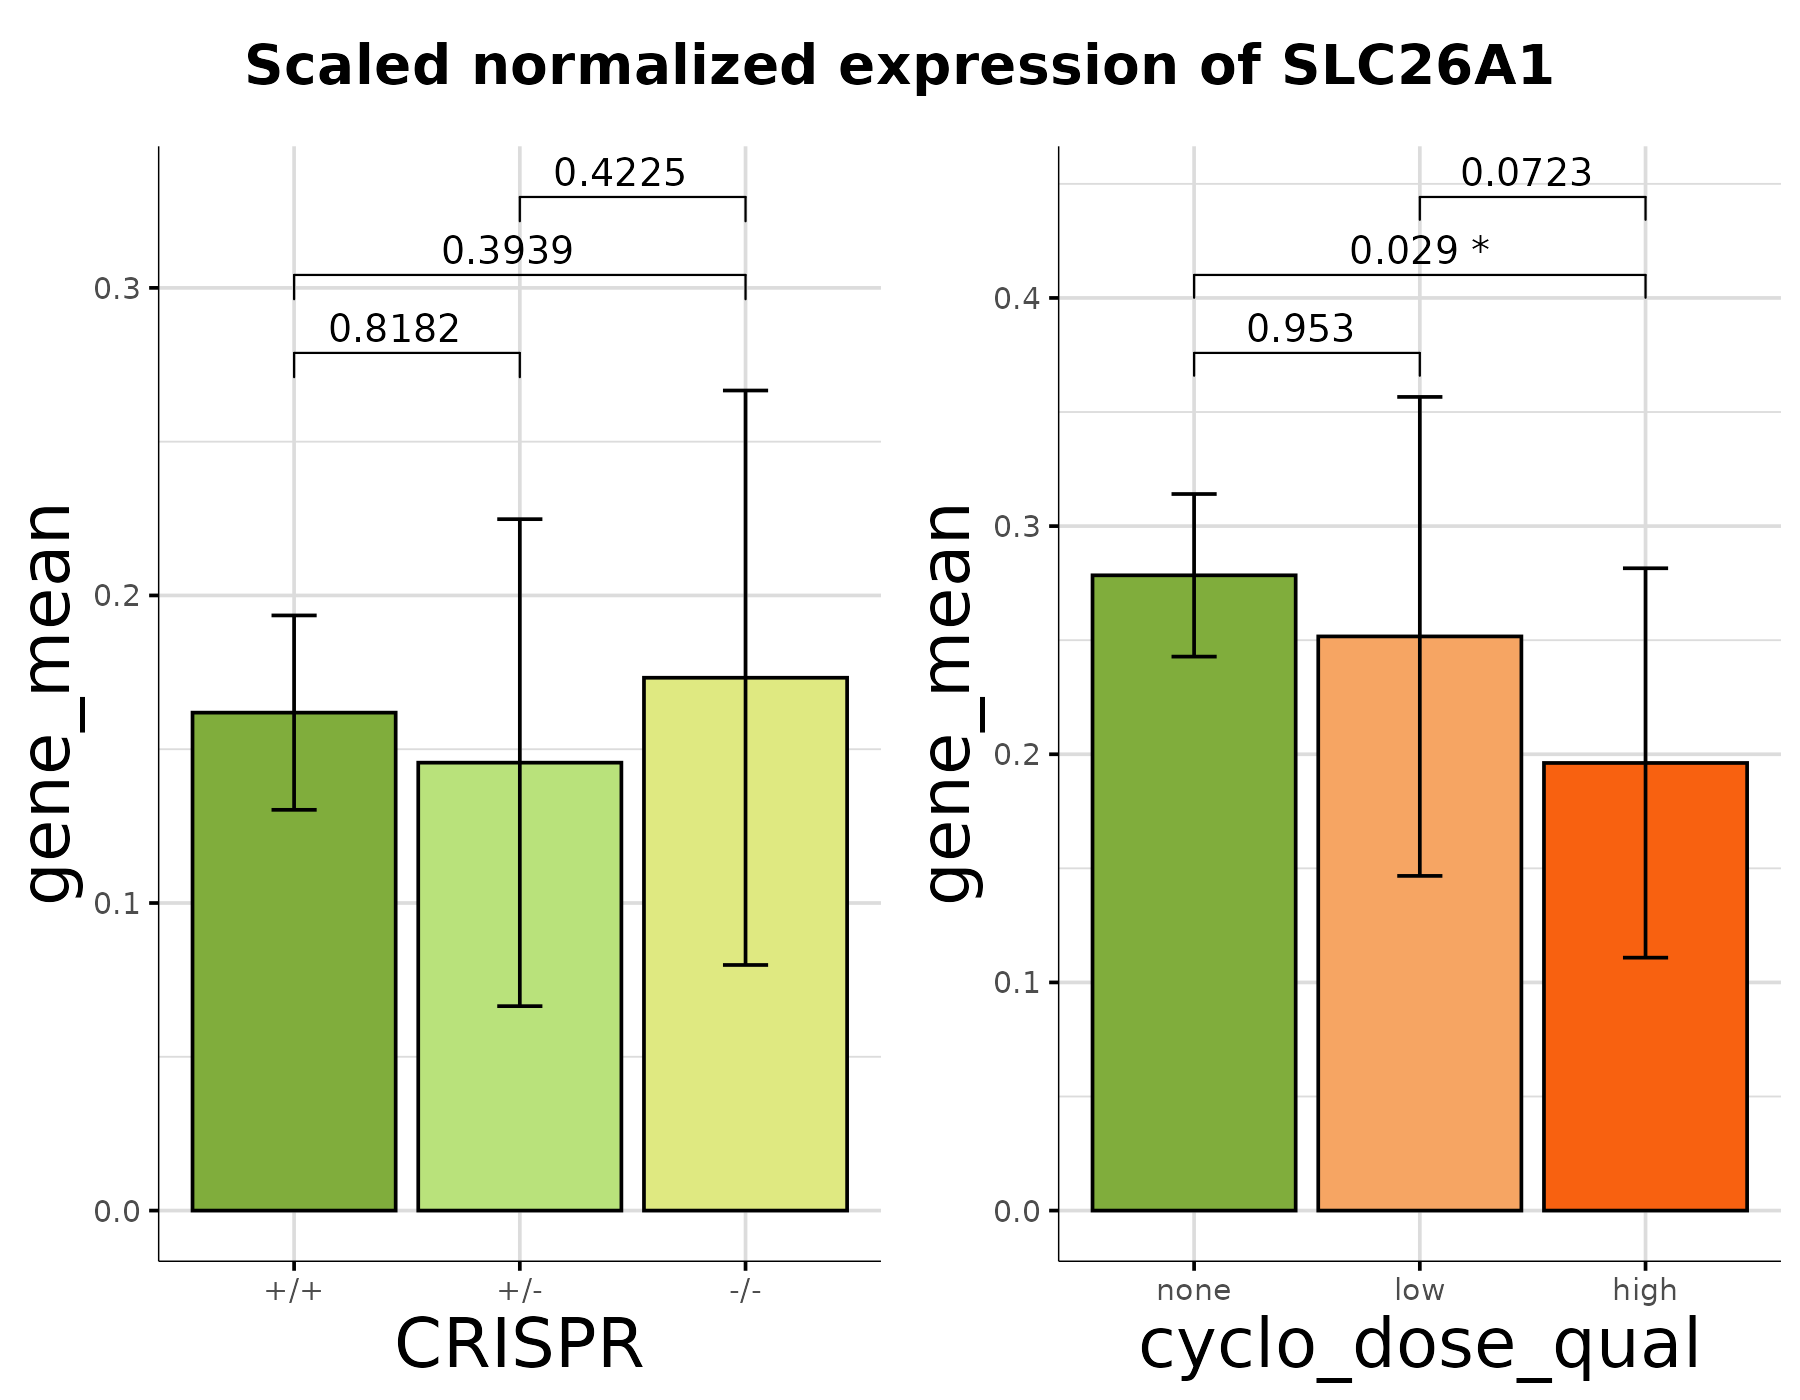 Scaled normalized expression of SLC26A1
gene_mean
0.3
0.2
0.1
0.0
0.4225
0.3939
0.8182
+/+ +/- -/-
CRISPR
gene_mean
0.4
0.3
0.2
0.1
0.0
0.0723
0.029 *
0.953
none low high
cyclo_dose_qual